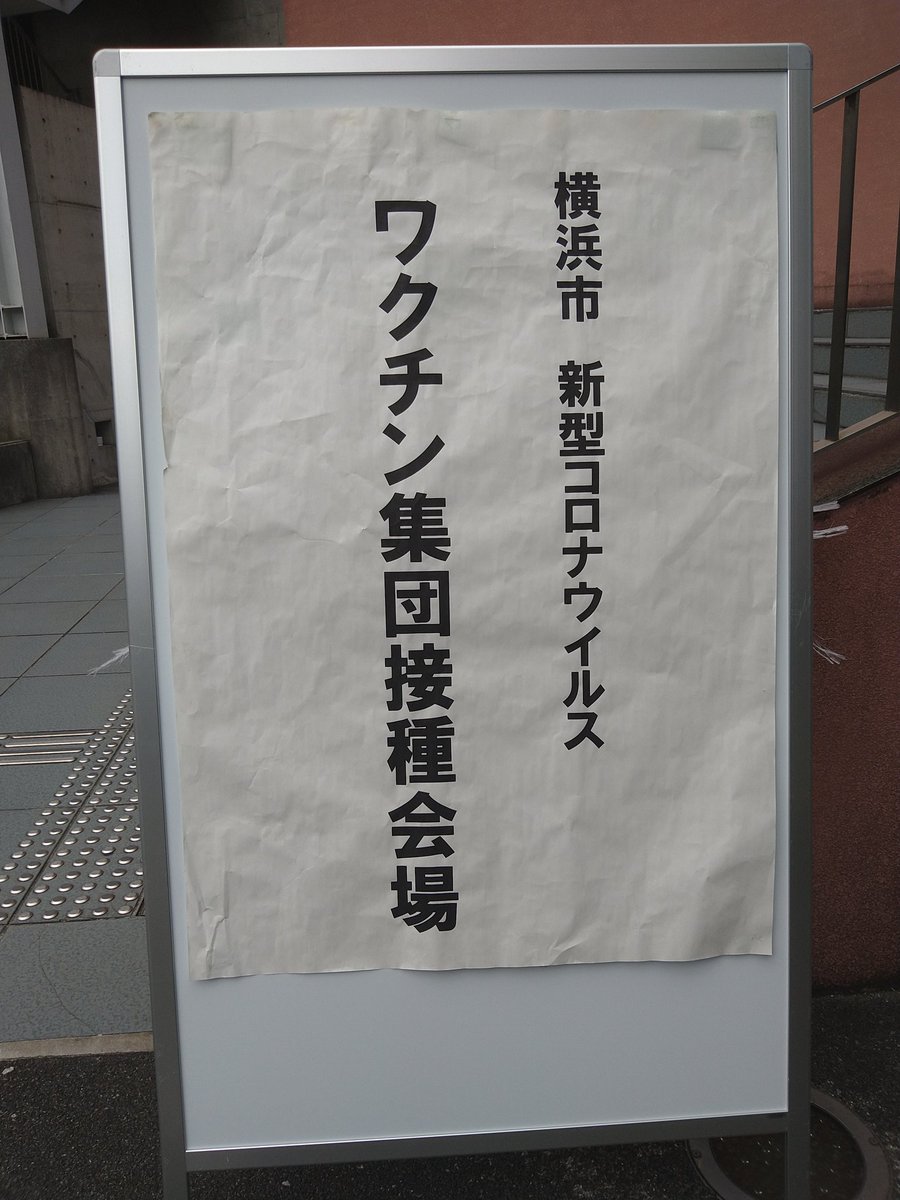 横浜市　新型コロナウイルス
ワクチン集団接種会場